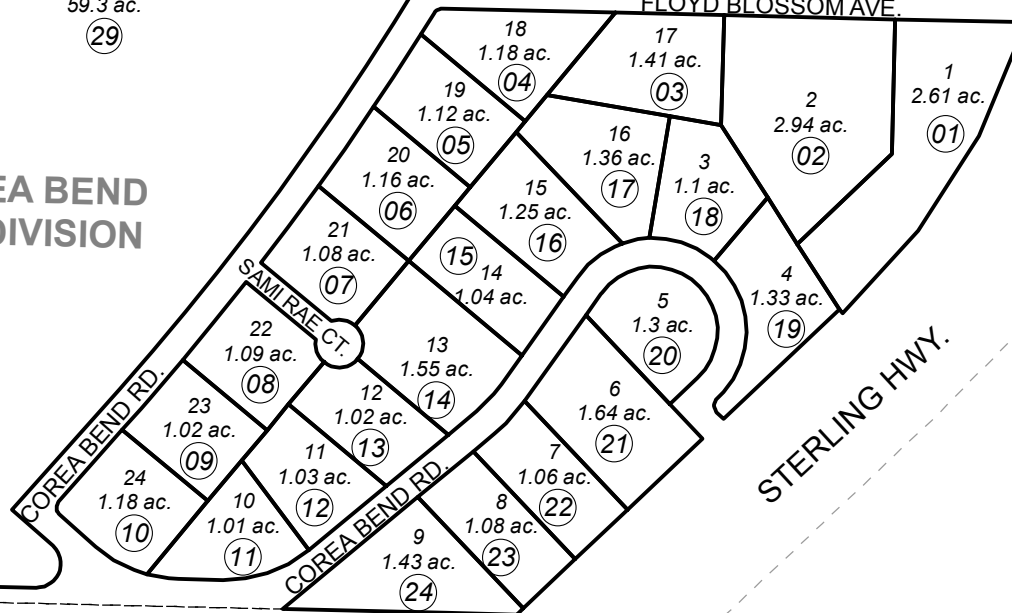 59.3 ac.
29
FLOYD BLOSSOM AVE.
18
1.18 ac.
04
17
1.41 ac.
03
2
2.94 ac.
02
1
2.61 ac.
01
19
1.12 ac.
05
16
1.36 ac.
17
3
1.1 ac.
18
20
1.16 ac.
06
15
1.25 ac.
16
EA BEND
DIVISION
21
1.08 ac.
07
15
14
1.04 ac.
4
1.33 ac.
19
SAMI RAE CT.
5
1.3 ac.
20
22
1.09 ac.
08
13
1.55 ac.
14
STERLING HWY.
COREA BEND RD.
12
1.02 ac.
13
6
1.64 ac.
21
23
1.02 ac.
09
11
1.03 ac.
12
7
1.06 ac.
22
24
1.18 ac.
10
10
1.01 ac.
11
COREA BEND RD.
8
1.08 ac.
23
9
1.43 ac.
24